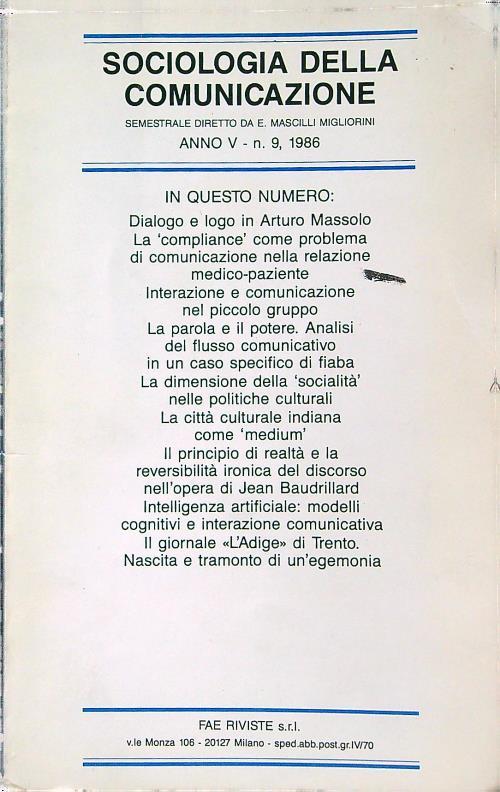 SOCIOLOGIA DELLA
COMUNICAZIONE
SEMESTRALE DIRETTO DA E. MASCILLI MIGLIORINI
ANNO V - n. 9, 1986
IN QUESTO NUMERO:
Dialogo e logo in Arturo Massolo
La 'compliance' come problema
di comunicazione nella relazione
medico-paziente
Interazione e comunicazione
nel piccolo gruppo
La parola e il potere. Analisi
del flusso comunicativo
in un caso specifico di fiaba
La dimensione della 'socialità'
nelle politiche culturali
La città culturale indiana
come 'medium'
Il principio di realtà e la
reversibilità ironica del discorso
nell'opera di Jean Baudrillard
Intelligenza artificiale: modelli
cognitivi e interazione comunicativa
Il giornale «L'Adige» di Trento.
Nascita e tramonto di un'egemonia
FAE RIVISTE s.r.l.
v.le Monza 106 - 20127 Milano - sped.abb.post.gr.IV/70